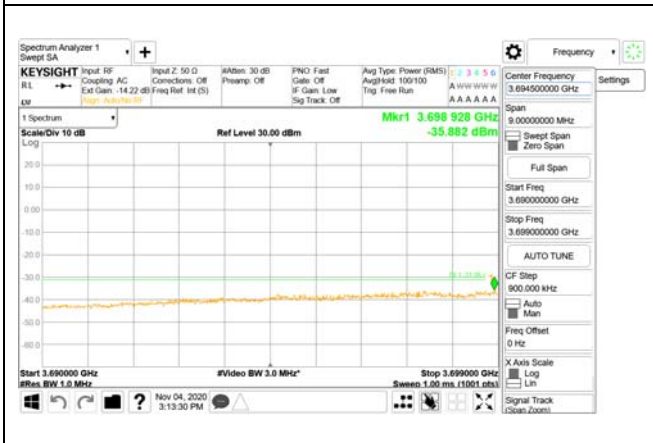 Spectrum Analyzer 1
Swept SA
+
Frequency
KEYSIGHT
RL
Input: RF
Coupling: AC
Ext Gain: -14.22 dB
Align: Auto/No RF
Input Z: 50 Ω
Corrections: Off
Freq Ref: Int (S)
#Atten: 30 dB
Preamp: Off
PNO: Fast
Gate: Off
IF Gain: Low
Sig Track: Off
Avg Type: Power (RMS)
Avg|Hold: 100/100
Trig: Free Run
1 2 3 4 5 6
A W W W W W
A A A A A A
1 Spectrum
Scale/Div 10 dB
Log
Ref Level 30.00 dBm
Mkr1 3.698 928 GHz
-35.882 dBm
20.0
10.0
0.00
-10.0
-20.0
-30.0
-40.0
-50.0
-60.0
Start 3.690000 GHz
#Res BW 1.0 MHz
#Video BW 3.0 MHz*
Stop 3.699000 GHz
Sweep 1.00 ms (1001 pts)
?
Nov 04, 2020
3:13:30 PM
Center Frequency
3.694500000 GHz
Settings
Span
9.00000000 MHz
Swept Span
Zero Span
Full Span
Start Freq
3.690000000 GHz
Stop Freq
3.699000000 GHz
AUTO TUNE
CF Step
900.000 kHz
Auto
Man
Freq Offset
0 Hz
X Axis Scale
Log
Lin
Signal Track
(Span Zoom)